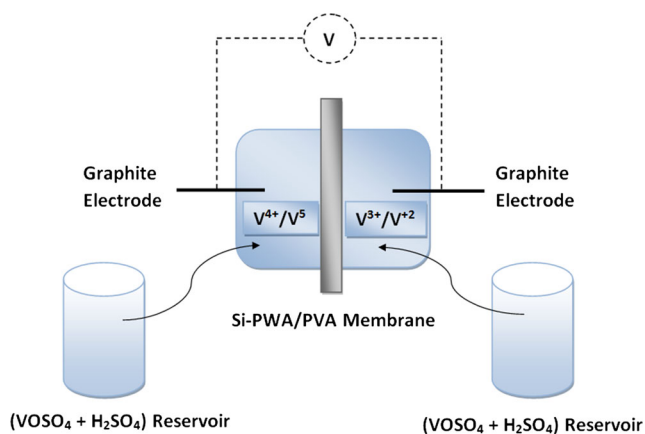 V
Graphite
Electrode
Graphite
Electrode
V⁴⁺/V⁵
V³⁺/V⁺²
Si-PWA/PVA Membrane
(VOSO₄ + H₂SO₄) Reservoir
(VOSO₄ + H₂SO₄) Reservoir